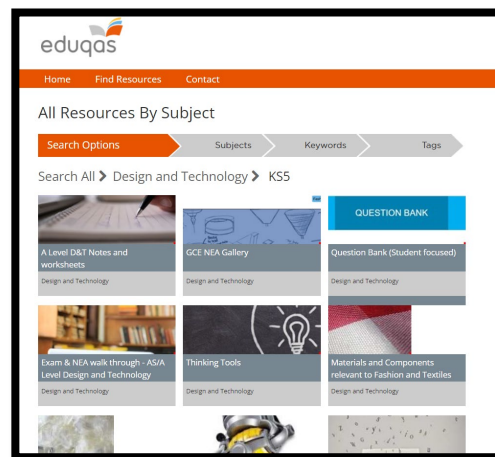 eduqas
Home Find Resources Contact
All Resources By Subject
Search Options Subjects Keywords Tags
Search All > Design and Technology > KS5
QUESTION BANK
A Level D&T Notes and
worksheets
Design and Technology
GCE NEA Gallery
Design and Technology
Question Bank (Student focused)
Design and Technology
Exam & NEA walk through - AS/A
Level Design and Technology
Design and Technology
Thinking Tools
Design and Technology
Materials and Components
relevant to Fashion and Textiles
Design and Technology